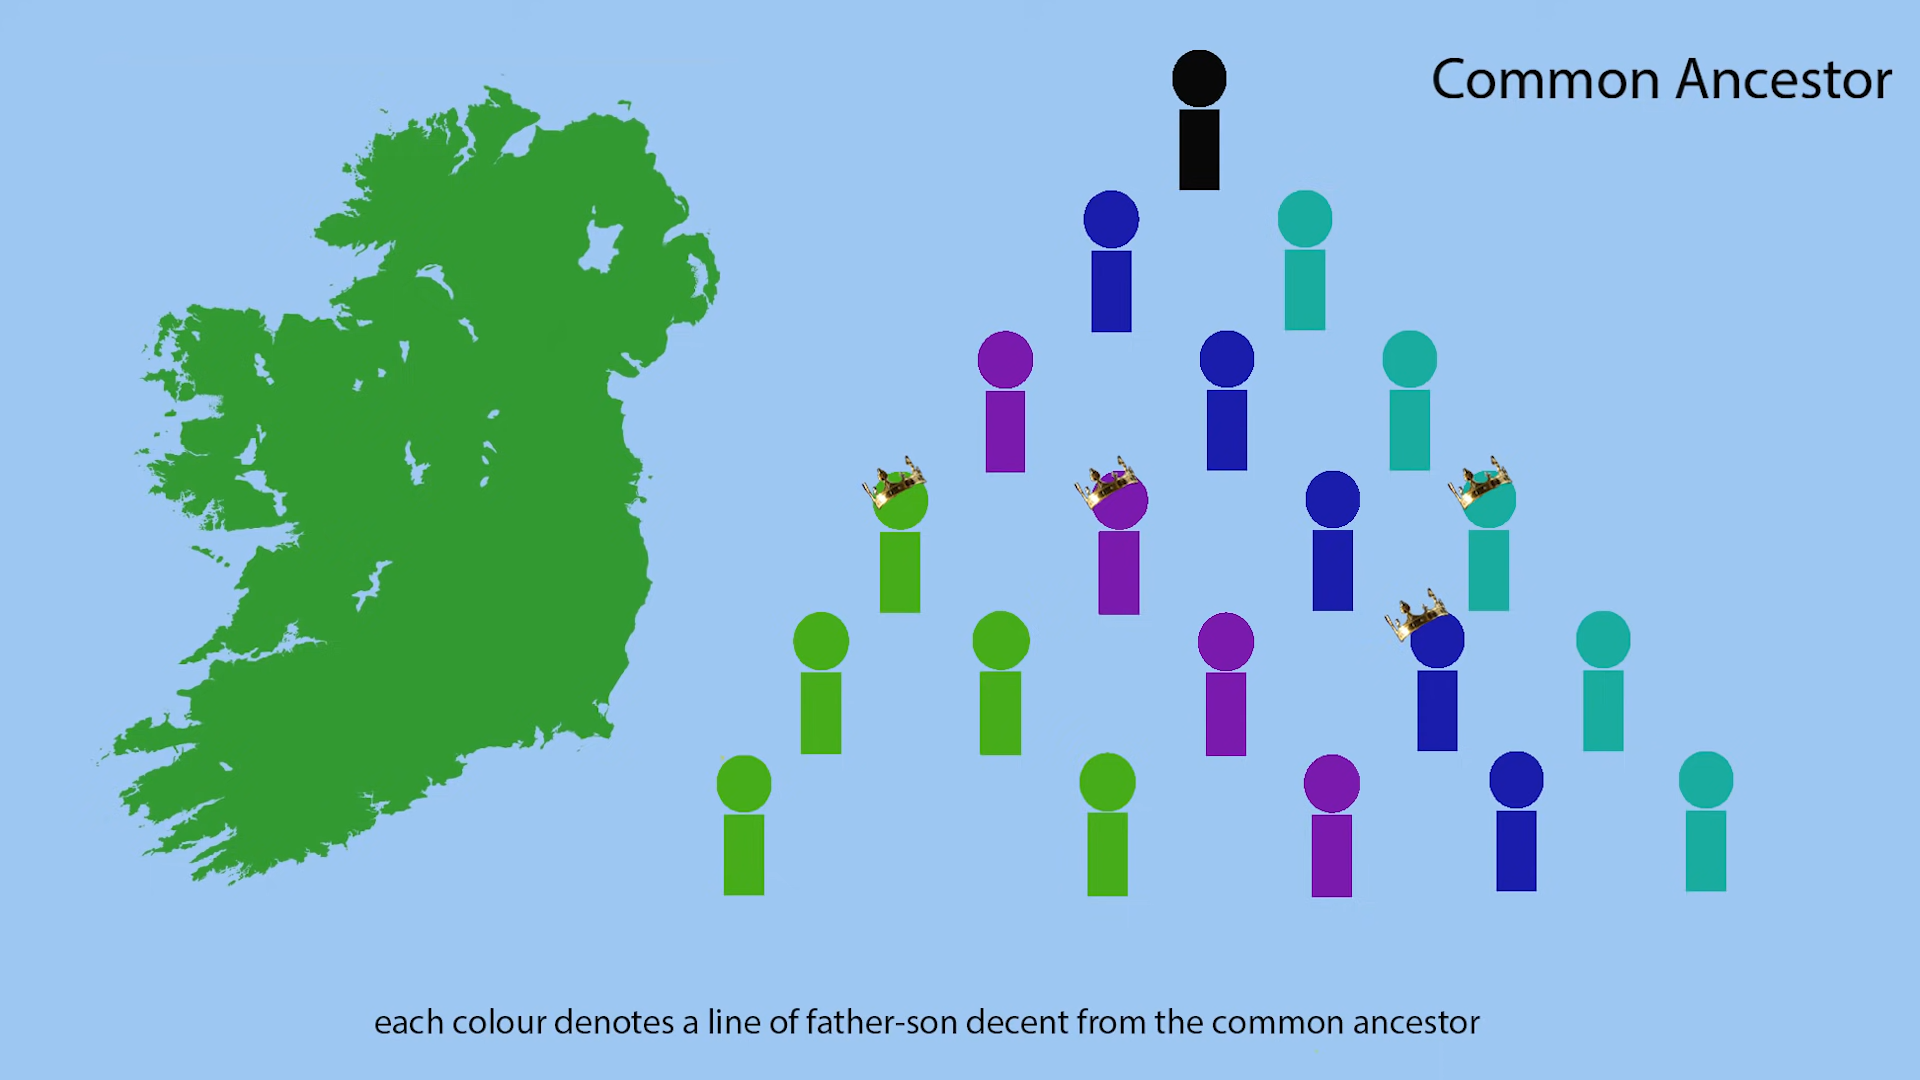 Common Ancestor
each colour denotes a line of father-son decent from the common ancestor